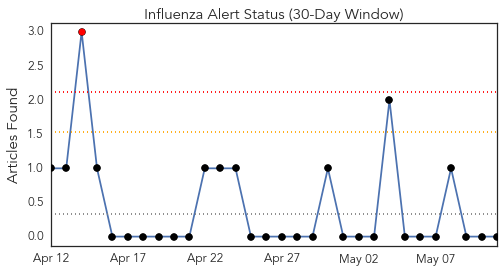 Influenza Alert Status (30-Day Window)
Articles Found
3.0
2.5
2.0
1.5
1.0
0.5
0.0
Apr 12
Apr 17
Apr 22
Apr 27
May 02
May 07